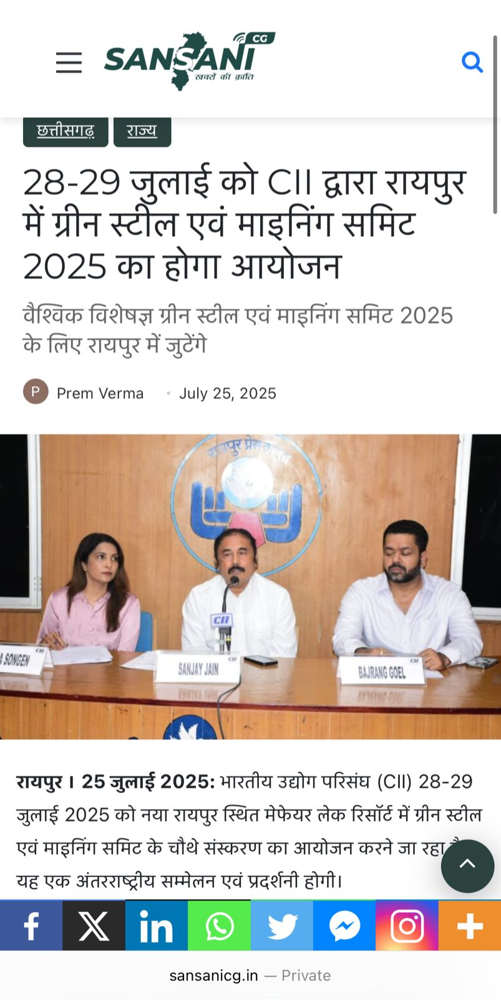 SANSANI
CG
खबरों की क्रांति
छत्तीसगढ़
राज्य
28-29 जुलाई को CII द्वारा रायपुर
में ग्रीन स्टील एवं माइनिंग समिट
2025 का होगा आयोजन
वैश्विक विशेषज्ञ ग्रीन स्टील एवं माइनिंग समिट 2025
के लिए रायपुर में जुटेंगे
P Prem Verma • July 25, 2025
रायपुर प्रेस
CII
A SONGEN
CII
SANJAY JAIN
CII
BAJRANG GOEL
CII
रायपुर । 25 जुलाई 2025: भारतीय उद्योग परिसंघ (CII) 28-29
जुलाई 2025 को नया रायपुर स्थित मेफेयर लेक रिसॉर्ट में ग्रीन स्टील
एवं माइनिंग समिट के चौथे संस्करण का आयोजन करने जा रहा
यह एक अंतरराष्ट्रीय सम्मेलन एवं प्रदर्शनी होगी।
sansanicg.in — Private